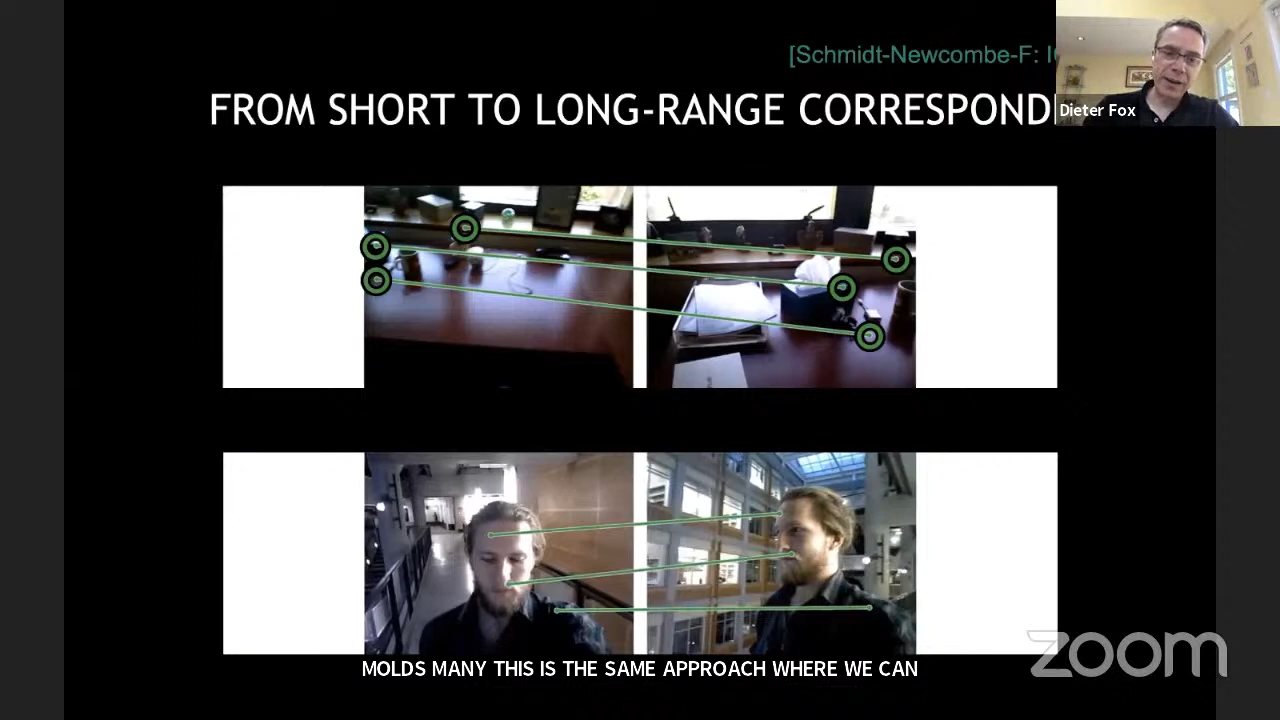 [Schmidt-Newcombe-F: I
FROM SHORT TO LONG-RANGE CORRESPOND
Dieter Fox
MOLDS MANY THIS IS THE SAME APPROACH WHERE WE CAN
zoom